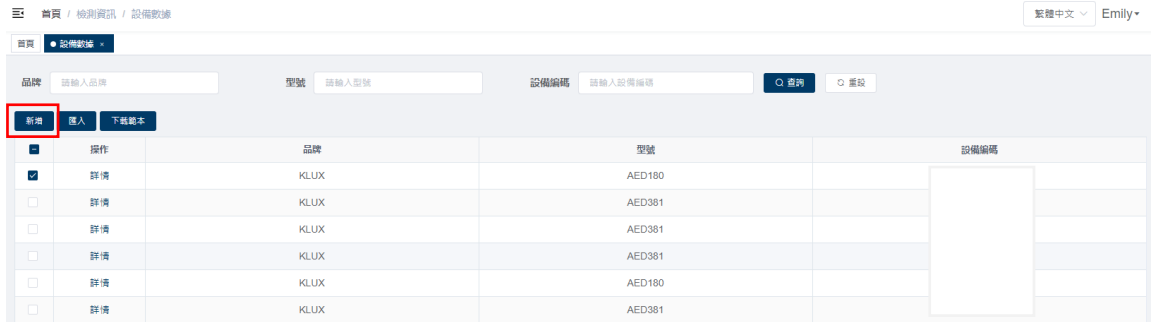 首頁 / 檢測資訊 / 設備數據 繁體中文 Emily
首頁 設備數據 ×
品牌 請輸入品牌 型號 請輸入型號 設備編碼 請輸入設備編碼 查詢 重設
新增 匯入 下載範本
操作 品牌 型號 設備編碼
詳情 KLUX AED180
詳情 KLUX AED381
詳情 KLUX AED381
詳情 KLUX AED381
詳情 KLUX AED180
詳情 KLUX AED381